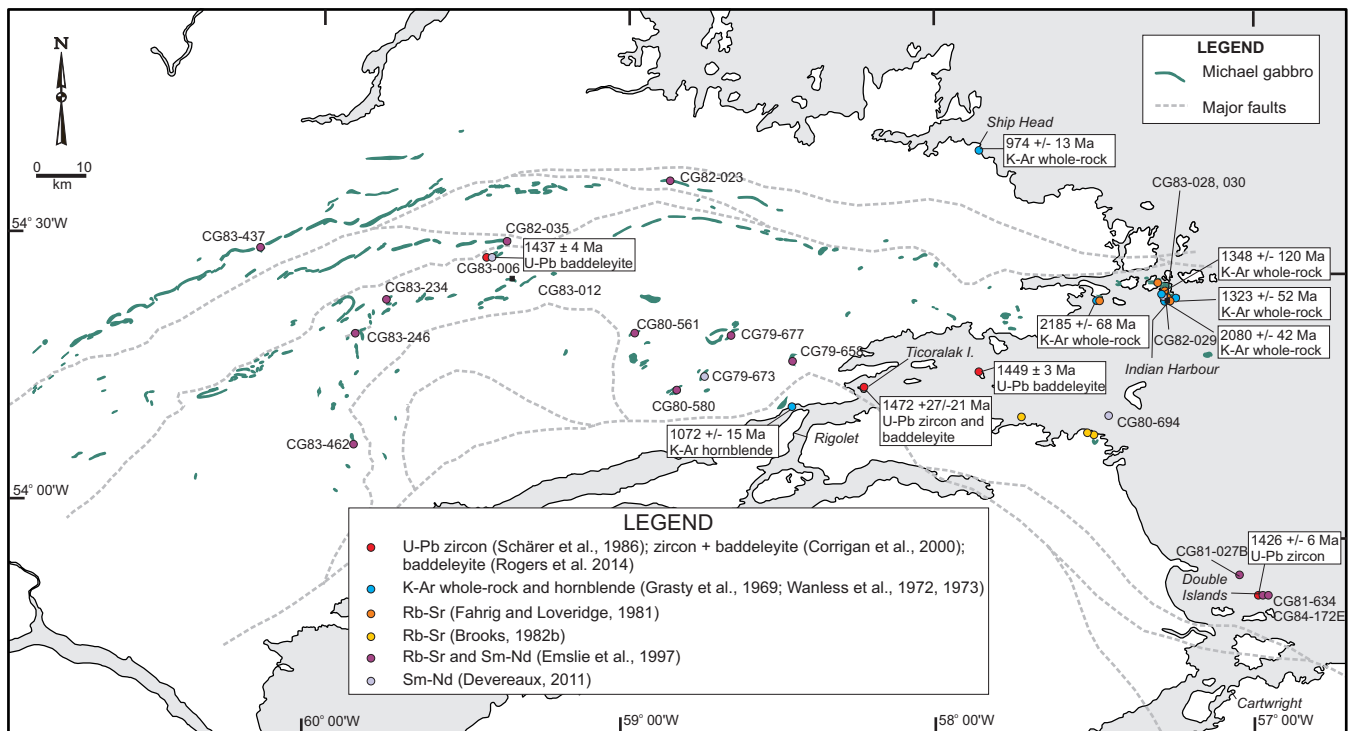 LEGEND
Michael gabbro
Major faults
N
0 10
km
Ship Head
974 +/- 13 Ma
K-Ar whole-rock
CG83-028, 030
CG82-023
54° 30' W
CG83-437
CG82-035
1437 ± 4 Ma
U-Pb baddeleyite
CG83-006
CG83-012
CG83-234
CG83-246
1348 +/- 120 Ma
K-Ar whole-rock
1323 +/- 52 Ma
K-Ar whole-rock
2080 +/- 42 Ma
K-Ar whole-rock
2185 +/- 68 Ma
K-Ar whole-rock
CG82-029
Indian Harbour
CG80-561
CG79-677
CG79-658
Ticoralak I.
CG79-673
1449 ± 3 Ma
U-Pb baddeleyite
CG80-580
1472 +27/-21 Ma
U-Pb zircon and
baddeleyite
CG80-694
CG83-462
1072 +/- 15 Ma
K-Ar hornblende
Rigolet
54° 00' W
LEGEND
U-Pb zircon (Schärer et al., 1986); zircon + baddeleyite (Corrigan et al., 2000);
baddeleyite (Rogers et al. 2014)
K-Ar whole-rock and hornblende (Grasty et al., 1969; Wanless et al., 1972, 1973)
Rb-Sr (Fahrig and Loveridge, 1981)
Rb-Sr (Brooks, 1982b)
Rb-Sr and Sm-Nd (Emslie et al., 1997)
Sm-Nd (Devereaux, 2011)
1426 +/- 6 Ma
U-Pb zircon
CG81-027B
Double
Islands
CG81-634
CG84-172E
Cartwright
60° 00' W
59° 00' W
58° 00' W
57° 00' W